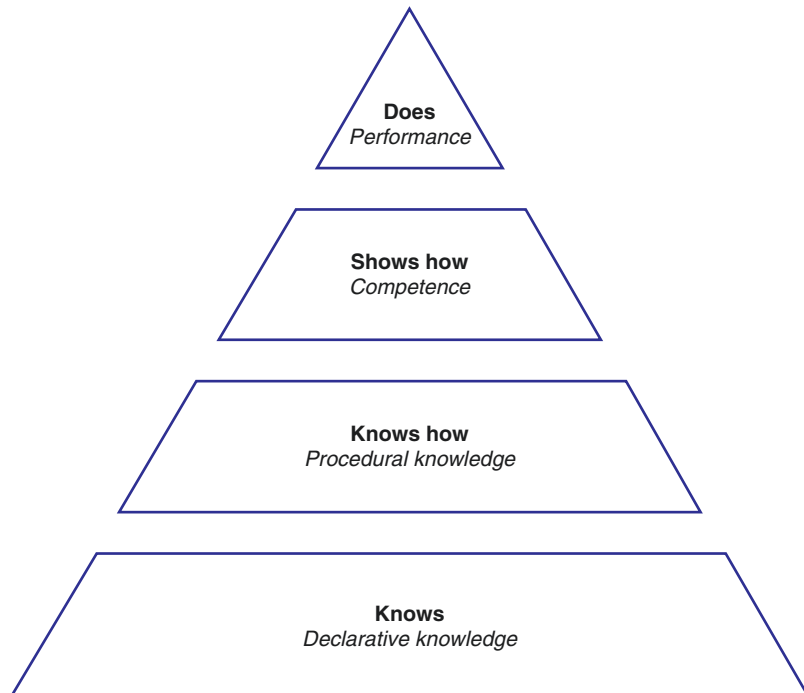 Does
Performance
Shows how
Competence
Knows how
Procedural knowledge
Knows
Declarative knowledge